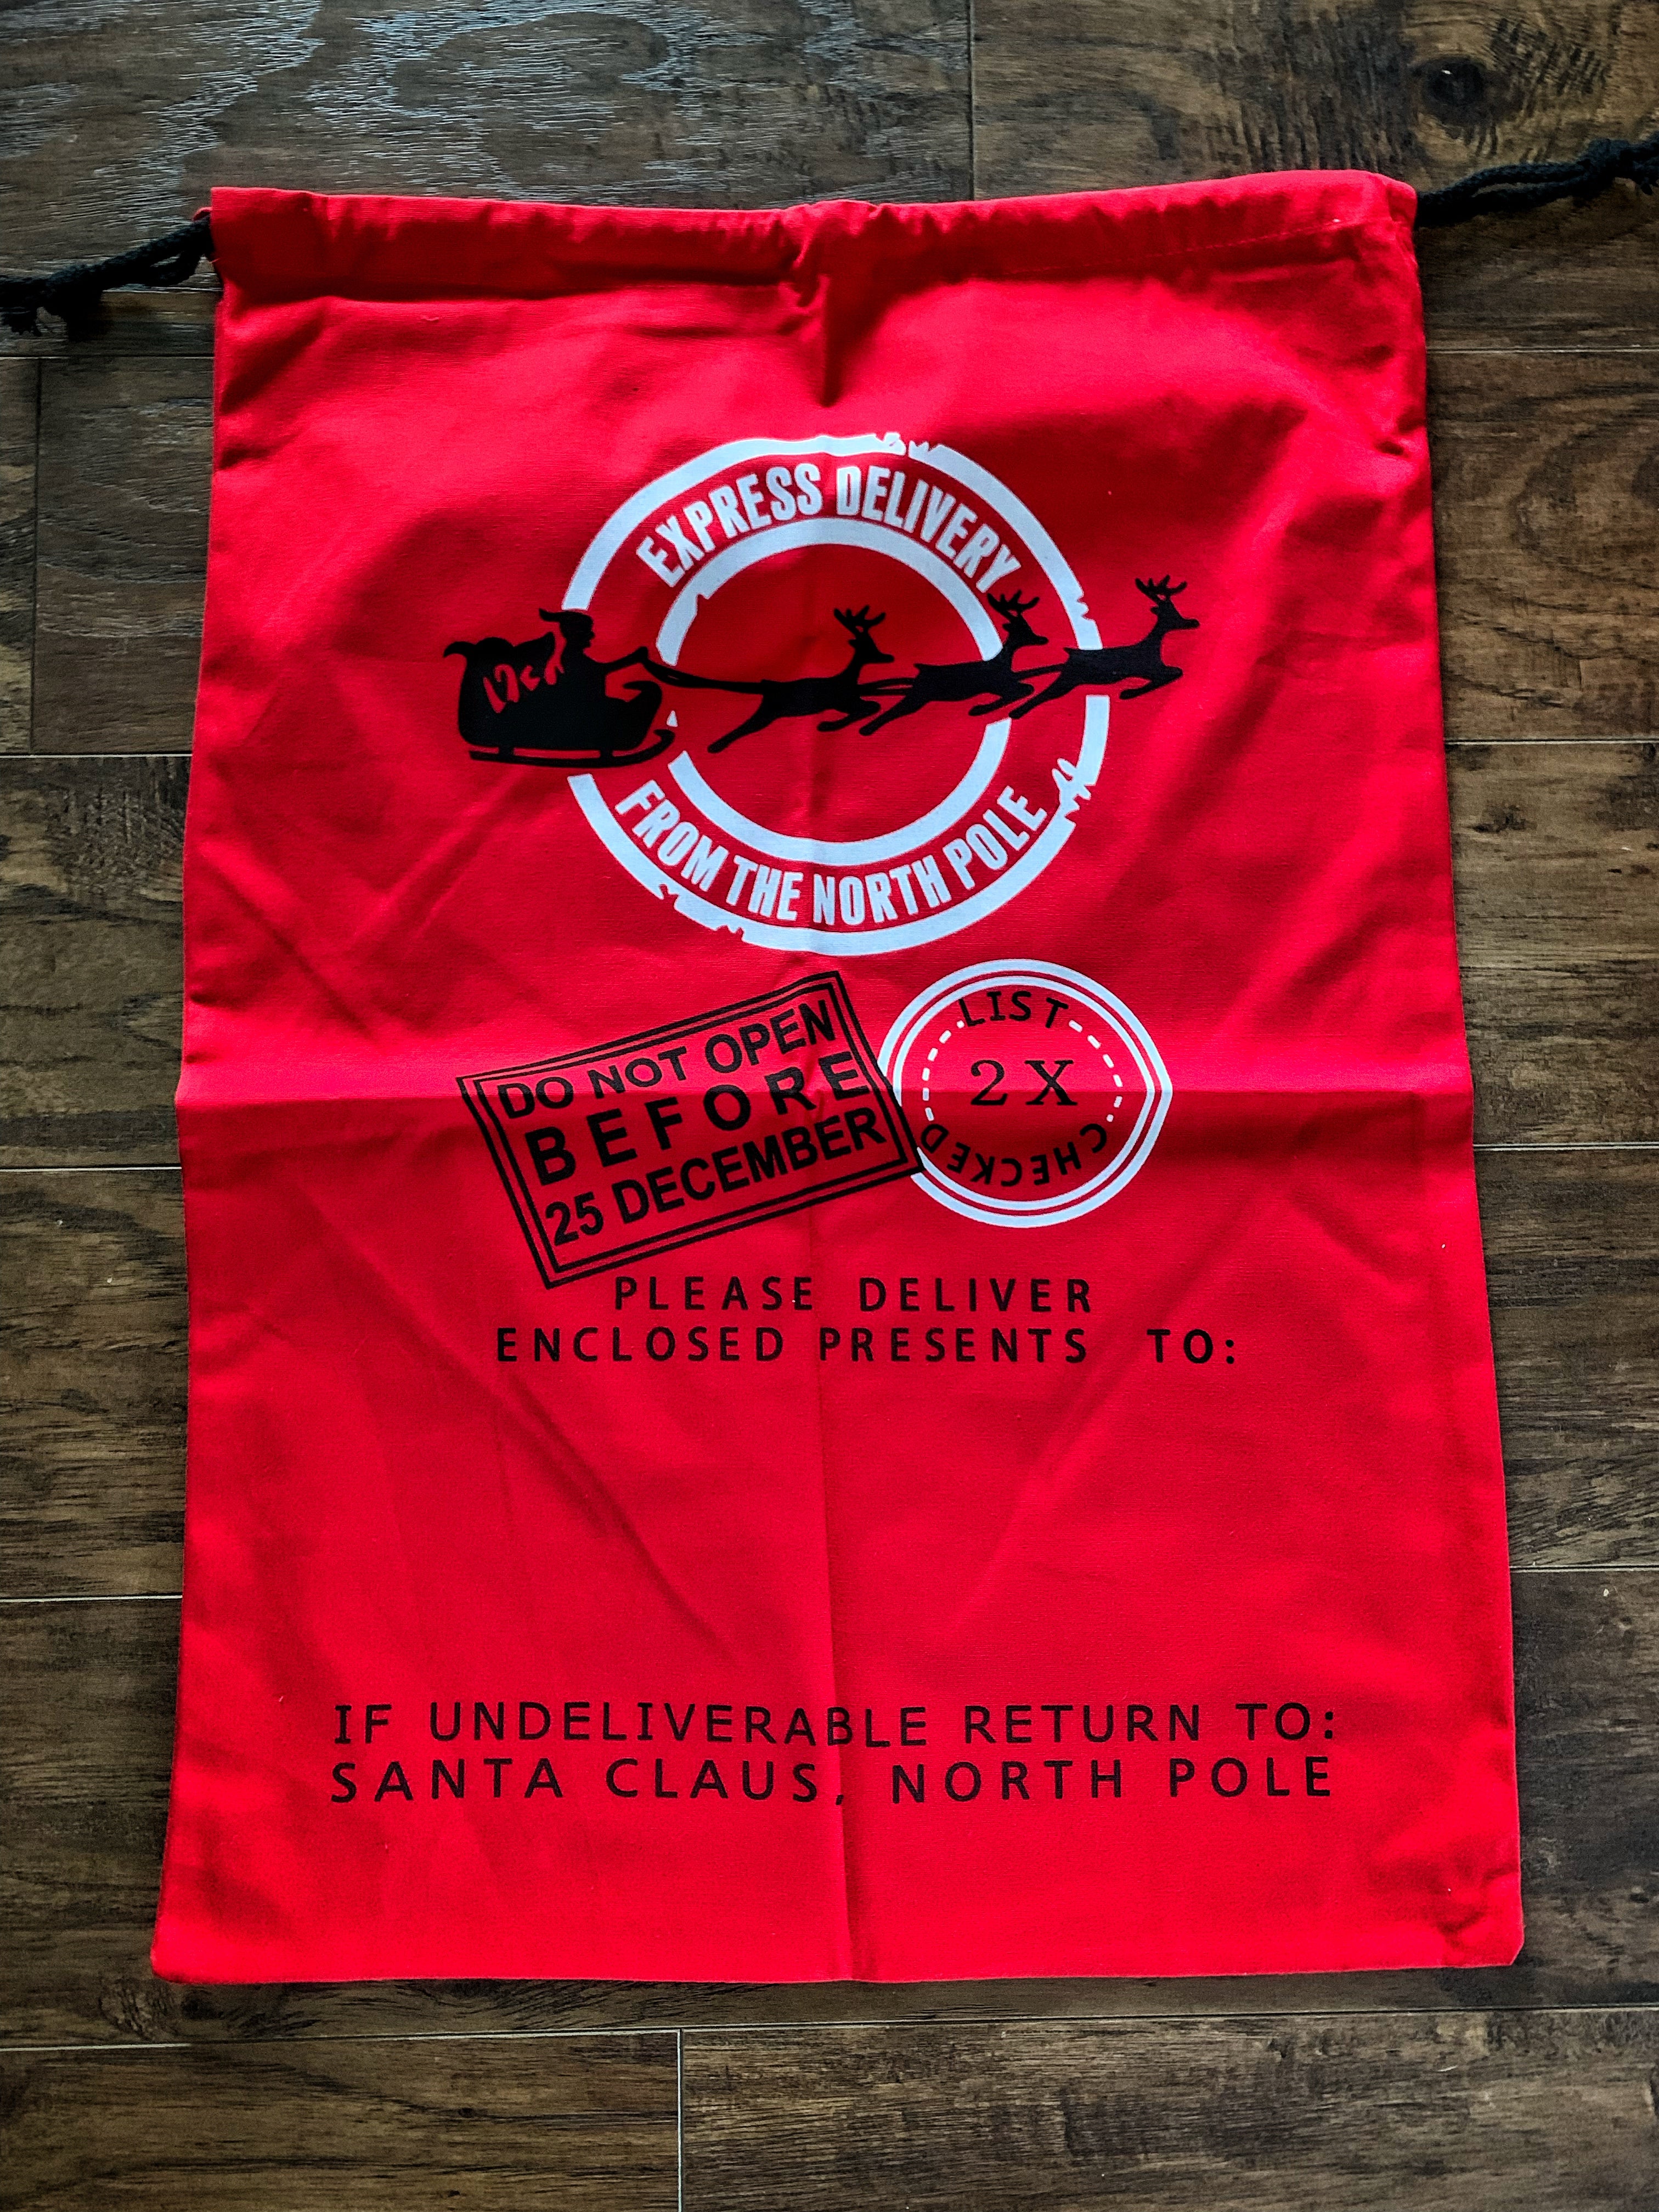 EXPRESS DELIVERY
FROM THE NORTH POLE
DO NOT OPEN
BEFORE
25 DECEMBER
LIST
2X
CHECKED
PLEASE DELIVER
ENCLOSED PRESENTS TO:
IF UNDELIVERABLE RETURN TO:
SANTA CLAUS, NORTH POLE